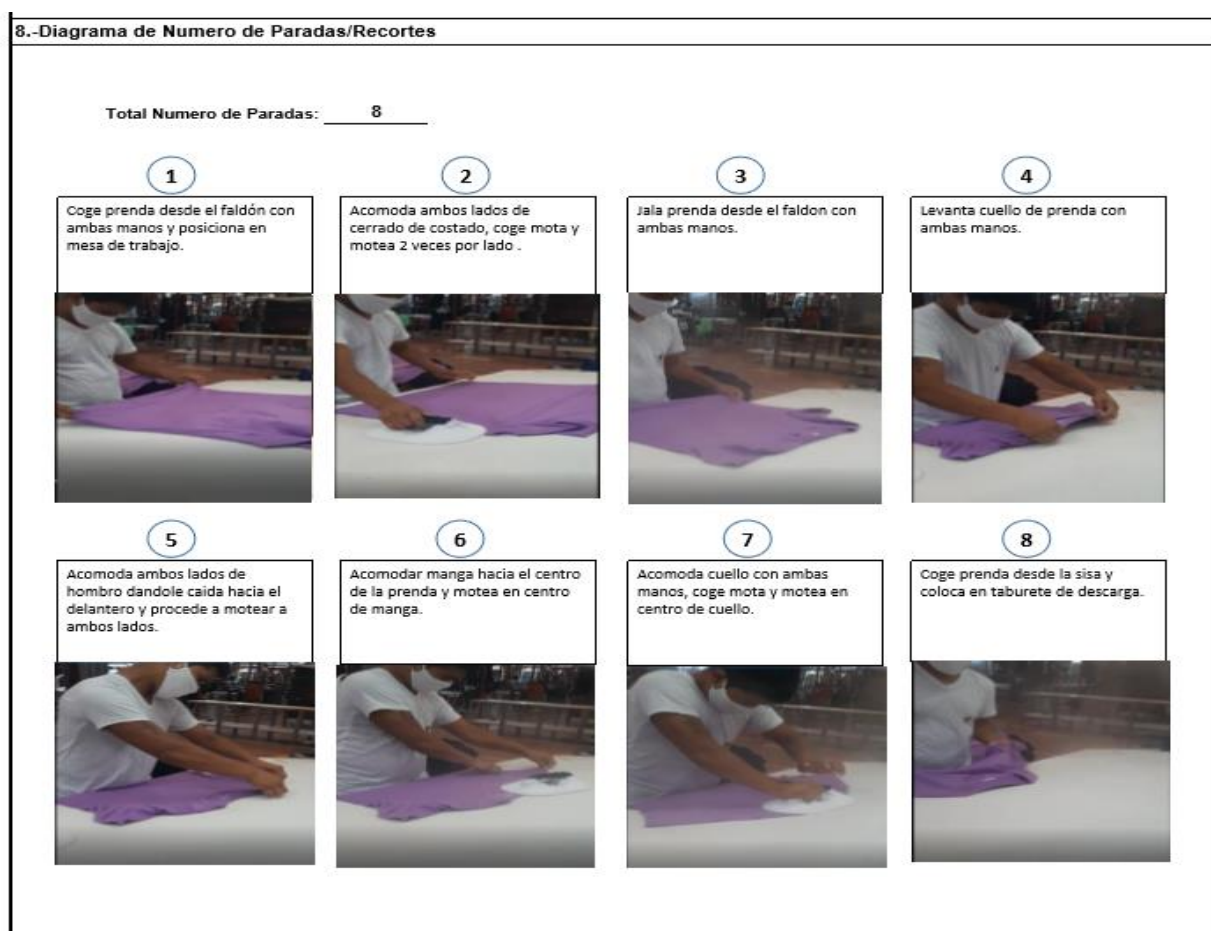 8.-Diagrama de Numero de Paradas/Recortes
Total Numero de Paradas: 8
1
Coge prenda desde el faldón con
ambas manos y posiciona en
mesa de trabajo.
2
Acomoda ambos lados de
cerrado de costado, coge mota y
motea 2 veces por lado .
3
Jala prenda desde el faldon con
ambas manos.
4
Levanta cuello de prenda con
ambas manos.
5
Acomoda ambos lados de
hombro dandole caida hacia el
delantero y procede a motear a
ambos lados.
6
Acomodar manga hacia el centro
de la prenda y motea en centro
de manga.
7
Acomoda cuello con ambas
manos, coge mota y motea en
centro de cuello.
8
Coge prenda desde la sisa y
coloca en taburete de descarga.